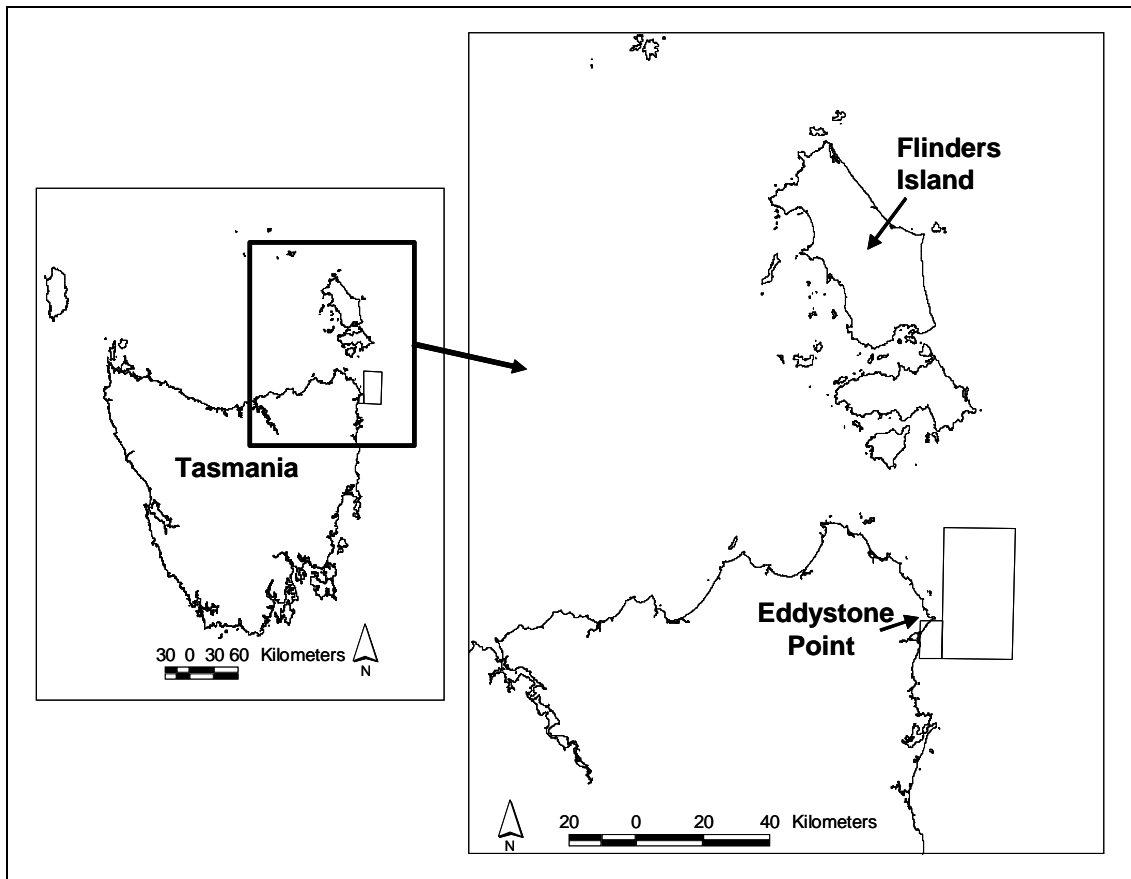 Tasmania
30 0 30 60 Kilometers
N
Flinders
Island
Eddystone
Point
20 0 20 40 Kilometers
N